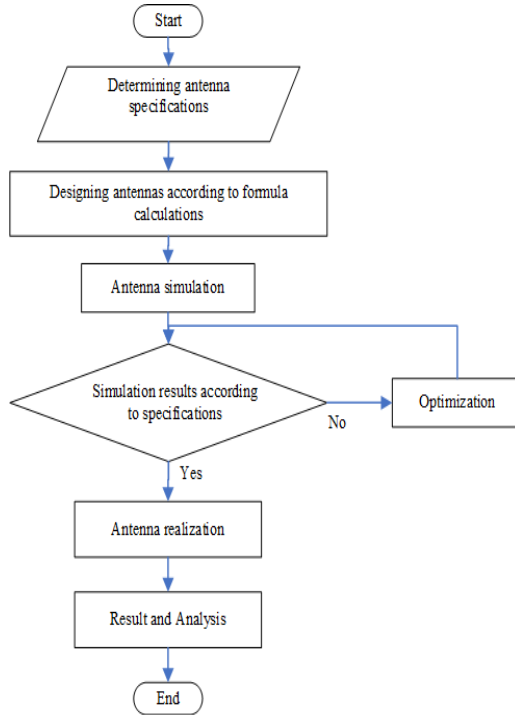 Start
Determining antenna
specifications
Designing antennas according to formula
calculations
Antenna simulation
Simulation results according
to specifications
No
Optimization
Yes
Antenna realization
Result and Analysis
End